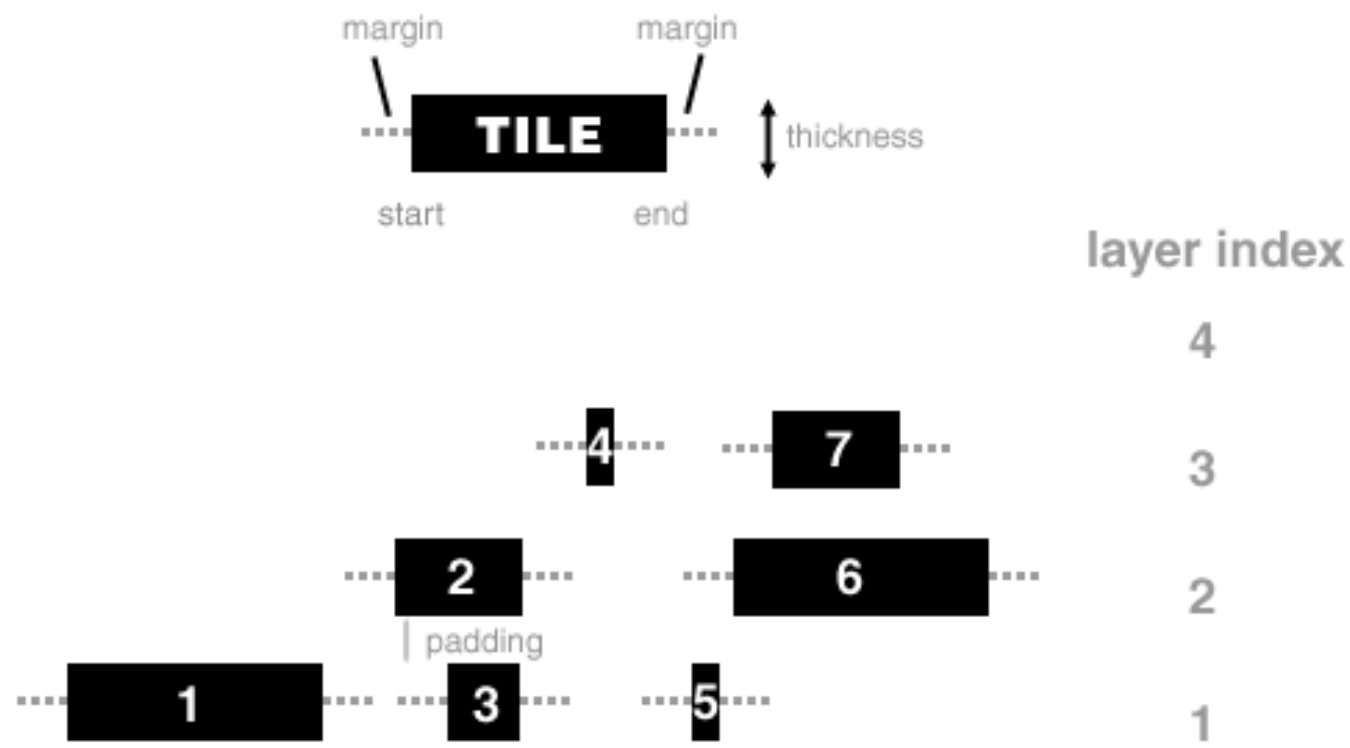 margin margin
TILE
thickness
start end
layer index
4
4 7
3
2 6
2
padding
1 3 5
1